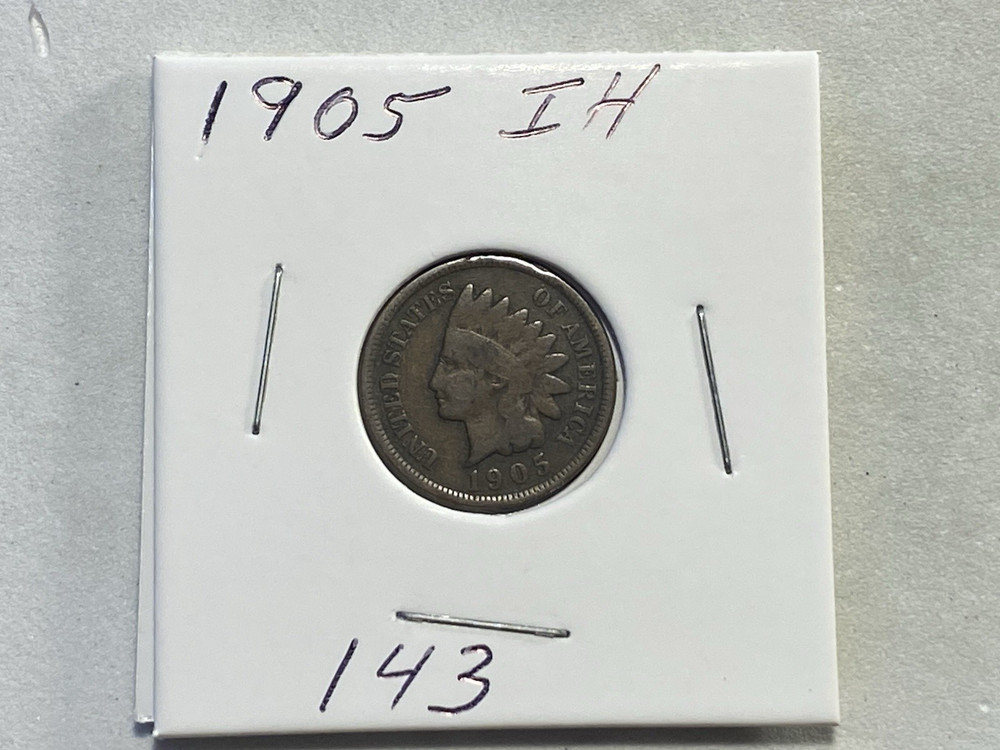 1905 IH
UNITED STATES OF AMERICA
1905
143